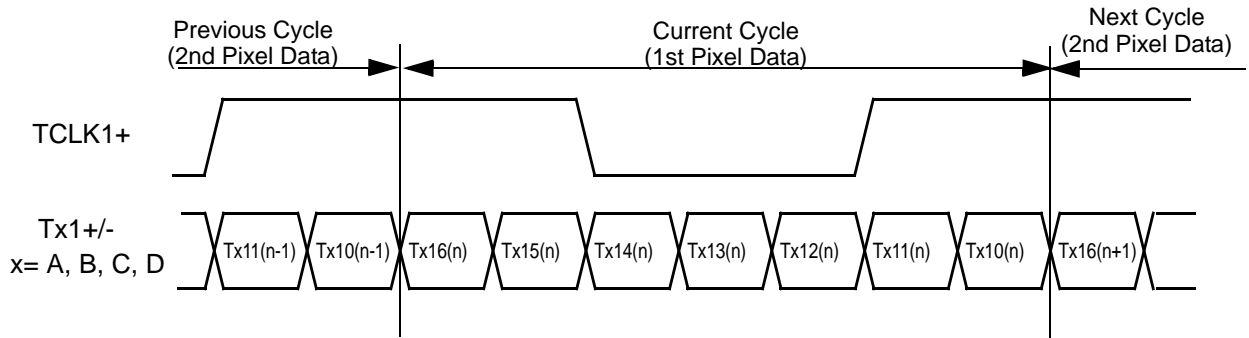 Previous Cycle
(2nd Pixel Data)
Current Cycle
(1st Pixel Data)
Next Cycle
(2nd Pixel Data)
TCLK1+
Tx1+/-
x= A, B, C, D
Tx11(n-1) Tx10(n-1) Tx16(n) Tx15(n) Tx14(n) Tx13(n) Tx12(n) Tx11(n) Tx10(n) Tx16(n+1)